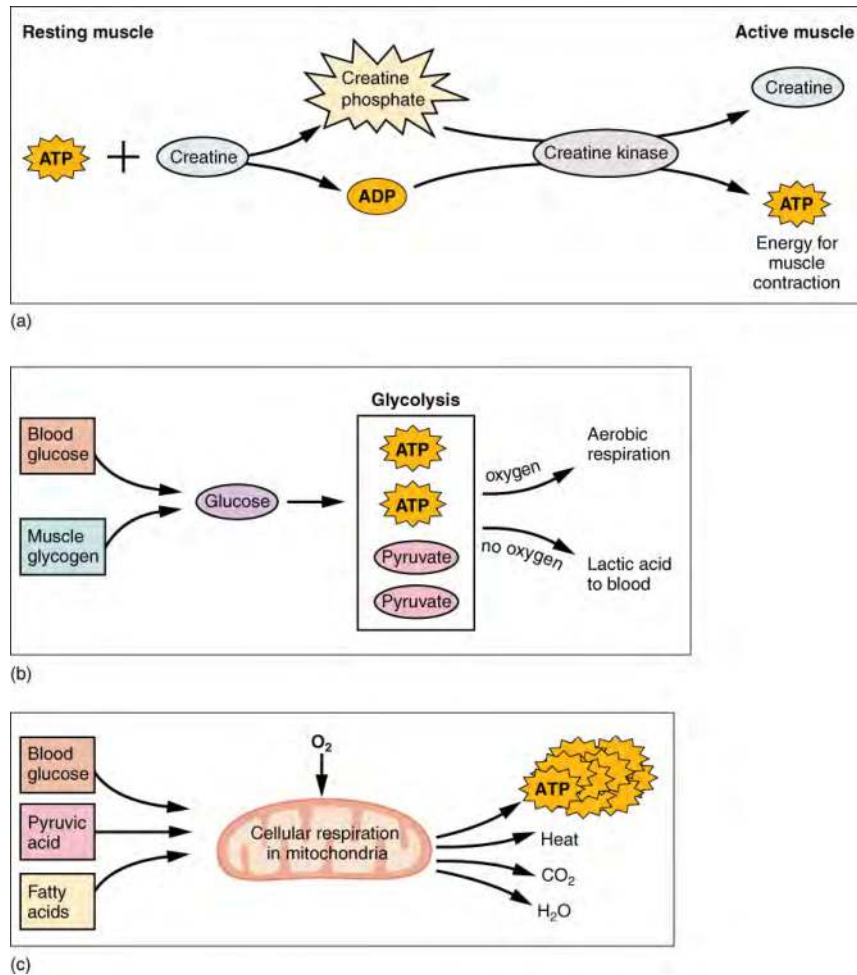 Resting muscle
Active muscle
ATP
+
Creatine
Creatine
phosphate
ADP
Creatine kinase
Creatine
ATP
Energy for
muscle
contraction
(a)
Blood
glucose
Muscle
glycogen
Glucose
Glycolysis
ATP
ATP
Pyruvate
Pyruvate
oxygen
no oxygen
Aerobic
respiration
Lactic acid
to blood
(b)
Blood
glucose
Pyruvic
acid
Fatty
acids
O₂
Cellular respiration
in mitochondria
ATP
Heat
CO₂
H₂O
(c)